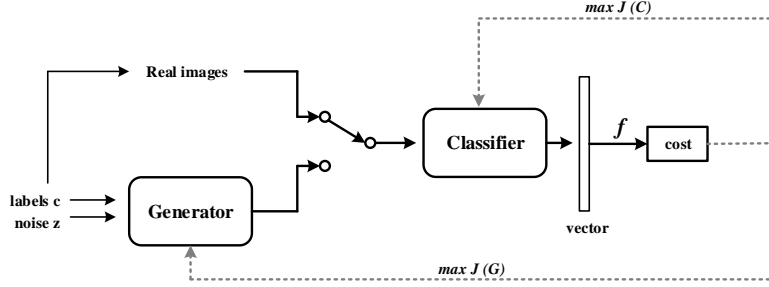 max J (C)
Real images
f
Classifier
cost
labels c
Generator
noise z
vector
max J (G)